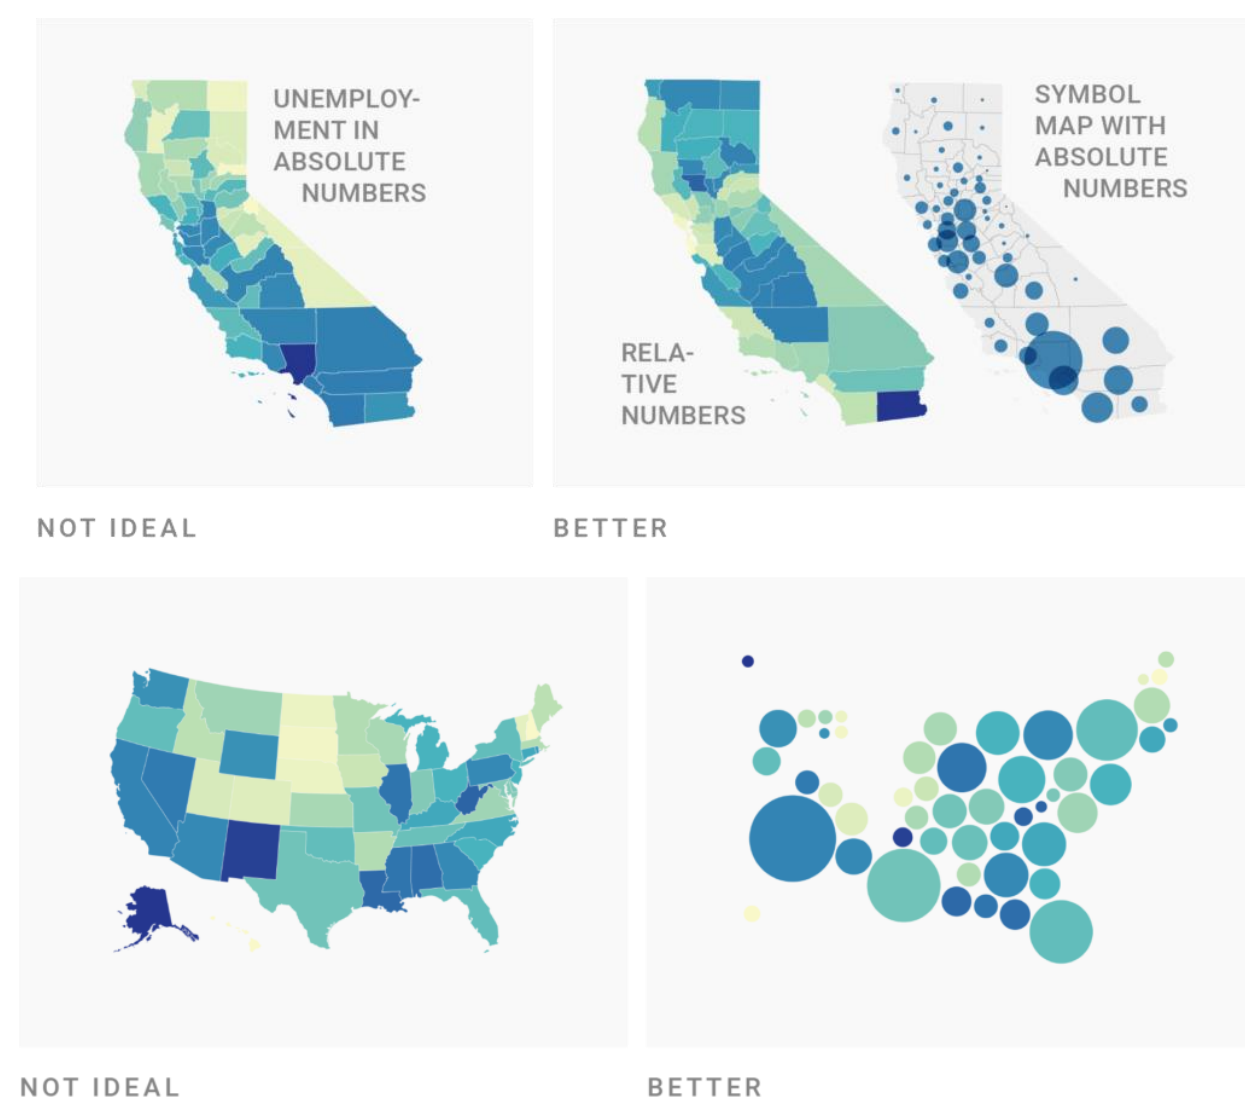 UNEMPLOY-
MENT IN
ABSOLUTE
NUMBERS
RELA-
TIVE
NUMBERS
SYMBOL
MAP WITH
ABSOLUTE
NUMBERS
NOT IDEAL
BETTER
NOT IDEAL
BETTER